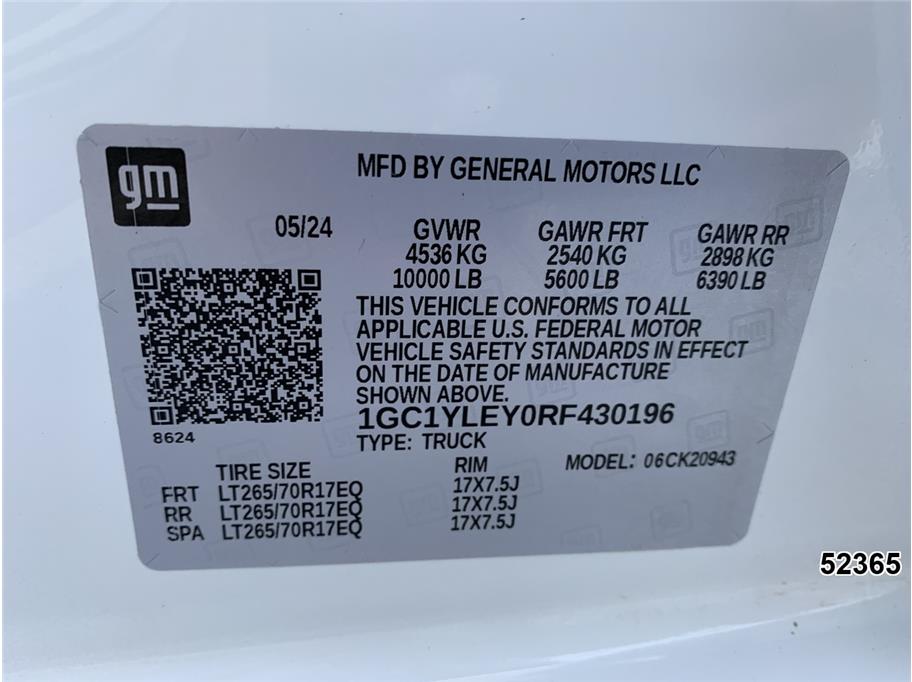 gm
MFD BY GENERAL MOTORS LLC
05/24 GVWR GAWR FRT GAWR RR
4536 KG 2540 KG 2898 KG
10000 LB 5600 LB 6390 LB
THIS VEHICLE CONFORMS TO ALL
APPLICABLE U.S. FEDERAL MOTOR
VEHICLE SAFETY STANDARDS IN EFFECT
ON THE DATE OF MANUFACTURE
SHOWN ABOVE.
1GC1YLEY0RF430196
8624
TYPE: TRUCK
TIRE SIZE RIM MODEL: 06CK20943
FRT LT265/70R17EQ 17X7.5J
RR LT265/70R17EQ 17X7.5J
SPA LT265/70R17EQ 17X7.5J
52365